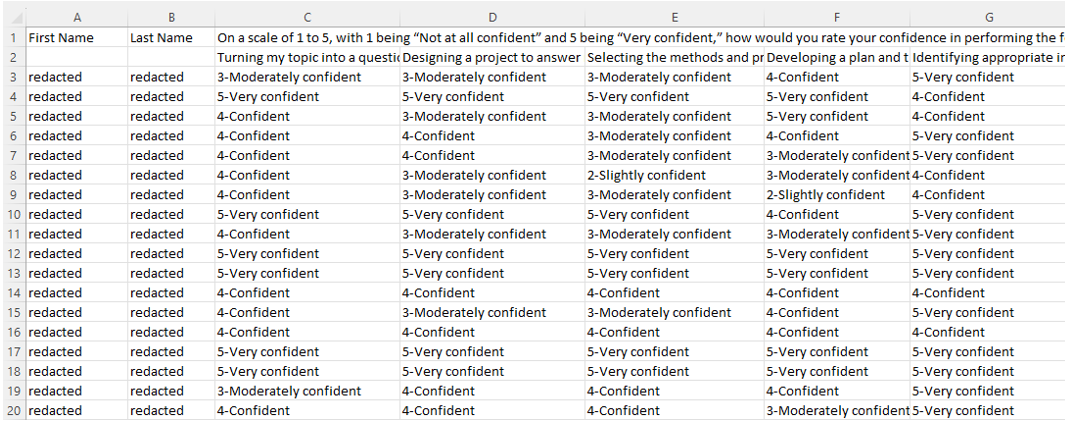 A B C D E F G
1 First Name Last Name On a scale of 1 to 5, with 1 being “Not at all confident” and 5 being “Very confident,” how would you rate your confidence in performing the f
2 Turning my topic into a questi Designing a project to answer Selecting the methods and pr Developing a plan and t Identifying appropriate in
3 redacted redacted 3-Moderately confident 3-Moderately confident 3-Moderately confident 4-Confident 5-Very confident
4 redacted redacted 5-Very confident 5-Very confident 5-Very confident 5-Very confident 4-Confident
5 redacted redacted 4-Confident 3-Moderately confident 3-Moderately confident 5-Very confident 4-Confident
6 redacted redacted 4-Confident 4-Confident 3-Moderately confident 4-Confident 5-Very confident
7 redacted redacted 4-Confident 4-Confident 3-Moderately confident 3-Moderately confident 5-Very confident
8 redacted redacted 4-Confident 3-Moderately confident 2-Slightly confident 3-Moderately confident 4-Confident
9 redacted redacted 4-Confident 3-Moderately confident 3-Moderately confident 2-Slightly confident 4-Confident
10 redacted redacted 5-Very confident 5-Very confident 5-Very confident 4-Confident 5-Very confident
11 redacted redacted 4-Confident 3-Moderately confident 3-Moderately confident 3-Moderately confident 5-Very confident
12 redacted redacted 5-Very confident 5-Very confident 5-Very confident 5-Very confident 5-Very confident
13 redacted redacted 5-Very confident 5-Very confident 5-Very confident 5-Very confident 5-Very confident
14 redacted redacted 4-Confident 4-Confident 4-Confident 4-Confident 4-Confident
15 redacted redacted 4-Confident 3-Moderately confident 3-Moderately confident 4-Confident 5-Very confident
16 redacted redacted 4-Confident 4-Confident 4-Confident 4-Confident 4-Confident
17 redacted redacted 5-Very confident 5-Very confident 5-Very confident 5-Very confident 5-Very confident
18 redacted redacted 5-Very confident 5-Very confident 5-Very confident 5-Very confident 5-Very confident
19 redacted redacted 3-Moderately confident 4-Confident 4-Confident 4-Confident 5-Very confident
20 redacted redacted 4-Confident 4-Confident 4-Confident 3-Moderately confident 5-Very confident